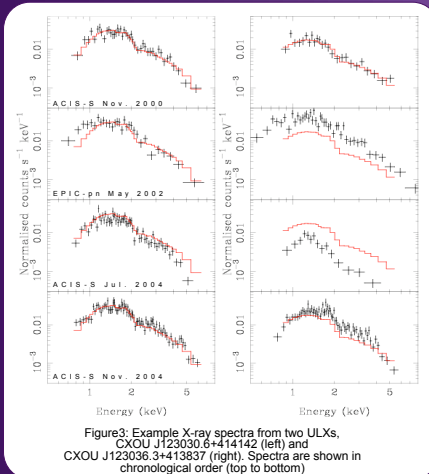 0.01
10⁻³
ACIS-S Nov. 2000
0.01
10⁻³
EPIC-pn May 2002
0.01
10⁻³
ACIS-S Jul. 2004
0.01
10⁻³
ACIS-S Nov. 2004
Normalised counts s⁻¹ keV⁻¹
1 2 5
Energy (keV)
0.01
10⁻³
0.01
10⁻³
0.01
10⁻³
0.01
10⁻³
Normalised counts s⁻¹ keV⁻¹
1 2 5
Energy (keV)
Figure3: Example X-ray spectra from two ULXs,
CXOU J123030.6+414142 (left) and
CXOU J123036.3+413837 (right). Spectra are shown in
chronological order (top to bottom)